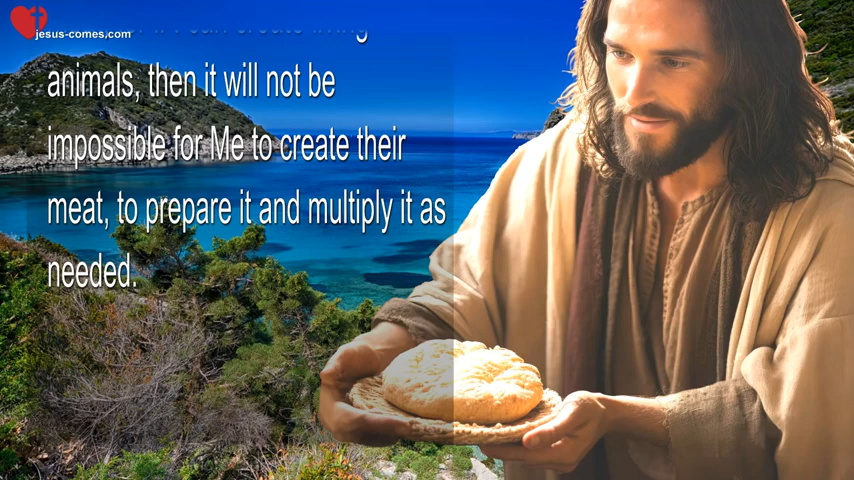 jesus-comes.com
animals, then it will not be
impossible for Me to create their
meat, to prepare it and multiply it as
needed.